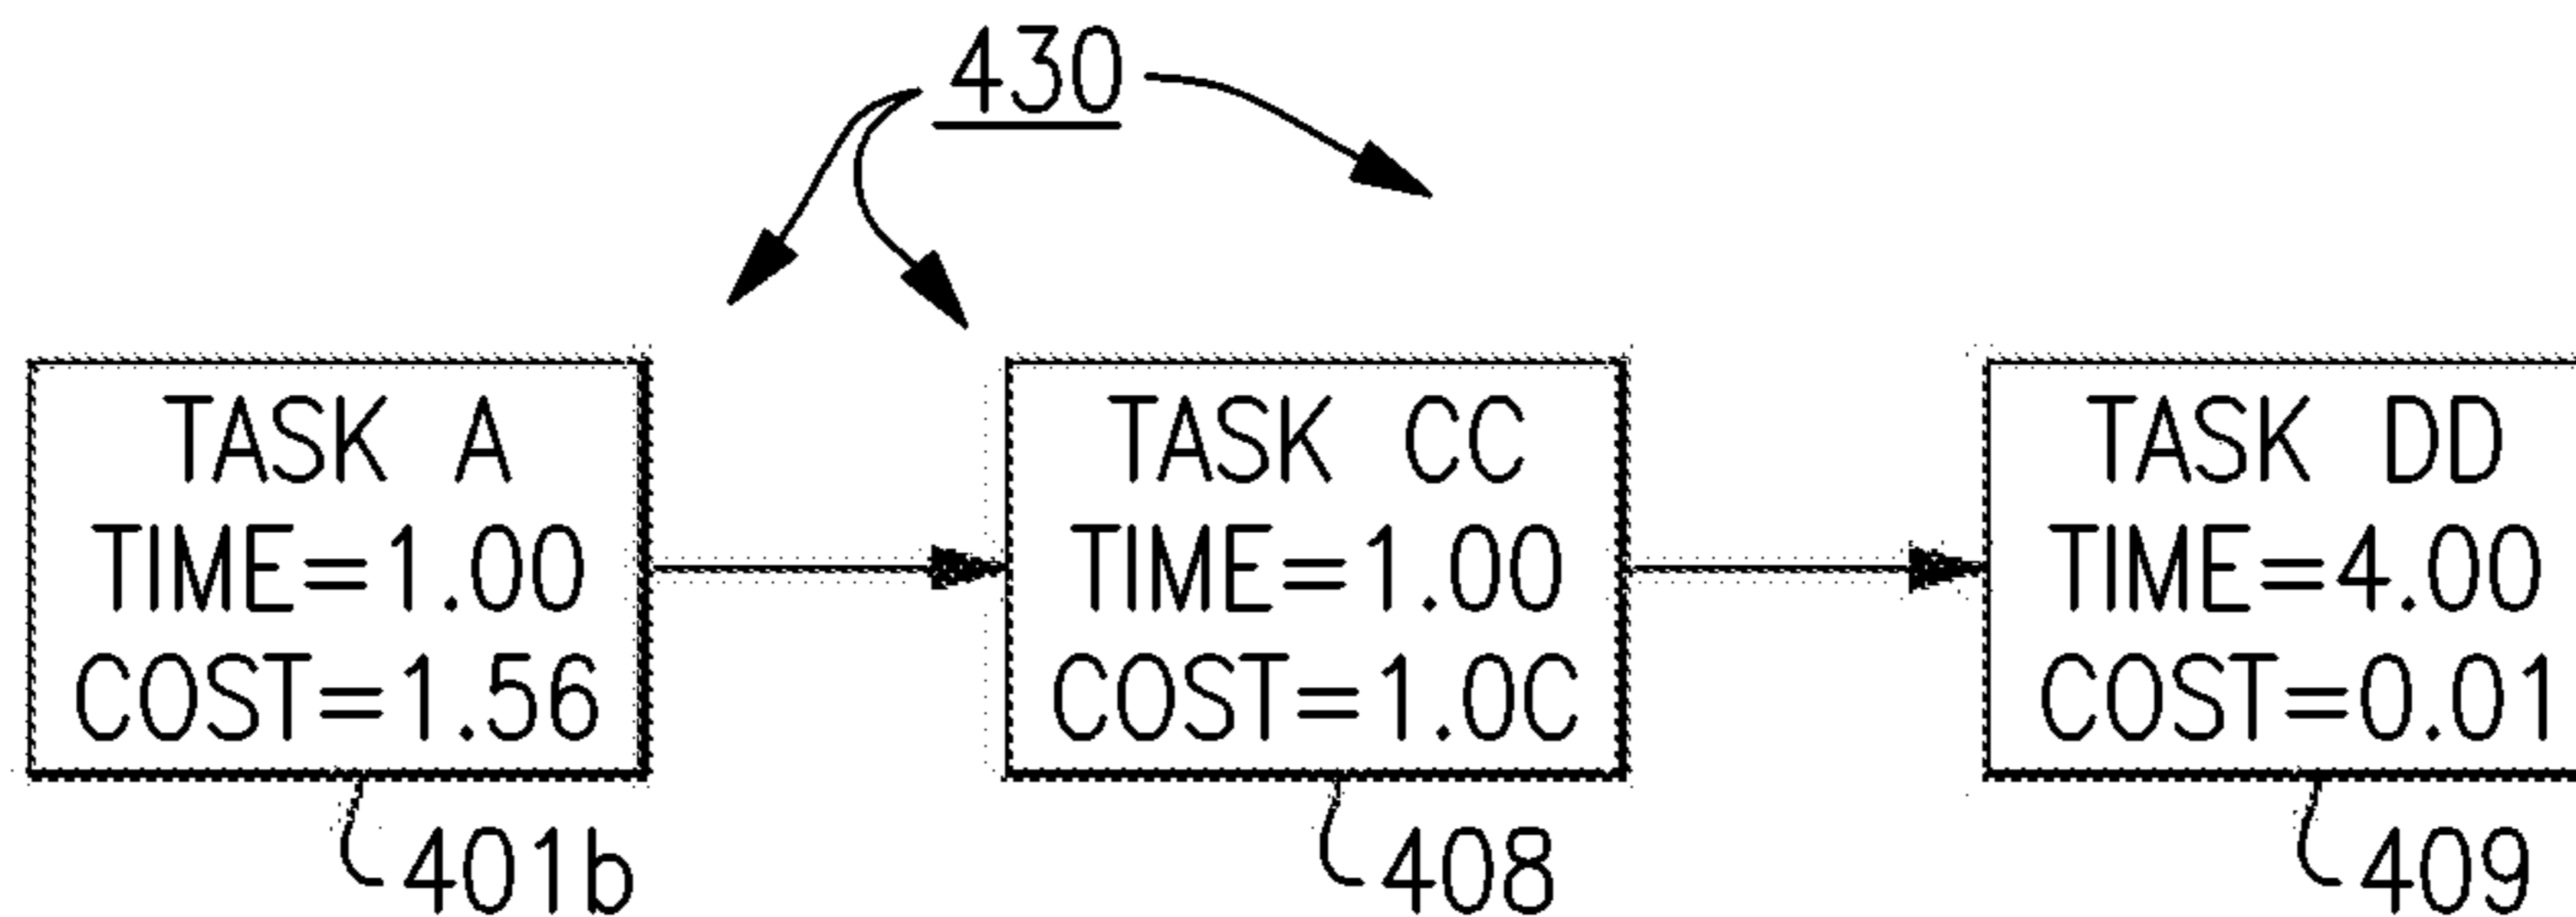 430
TASK A
TIME=1.00
COST=1.56
401b
TASK CC
TIME=1.00
COST=1.0C
408
TASK DD
TIME=4.00
COST=0.01
409